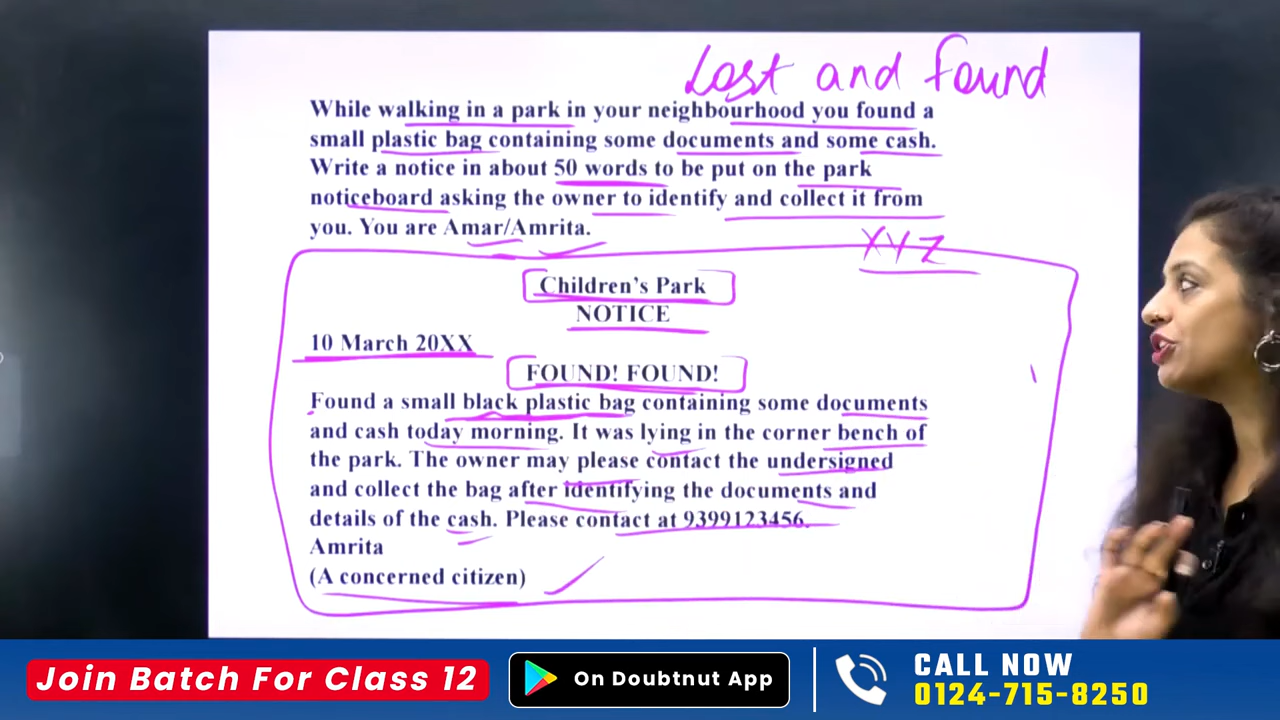 Lost and found
While walking in a park in your neighbourhood you found a
small plastic bag containing some documents and some cash.
Write a notice in about 50 words to be put on the park
noticeboard asking the owner to identify and collect it from
you. You are Amar/Amrita.
XYZ
Children's Park
NOTICE
10 March 20XX
FOUND! FOUND!
Found a small black plastic bag containing some documents
and cash today morning. It was lying in the corner bench of
the park. The owner may please contact the undersigned
and collect the bag after identifying the documents and
details of the cash. Please contact at 9399123456.
Amrita
(A concerned citizen)
Join Batch For Class 12
On Doubtnut App
CALL NOW
0124-715-8250